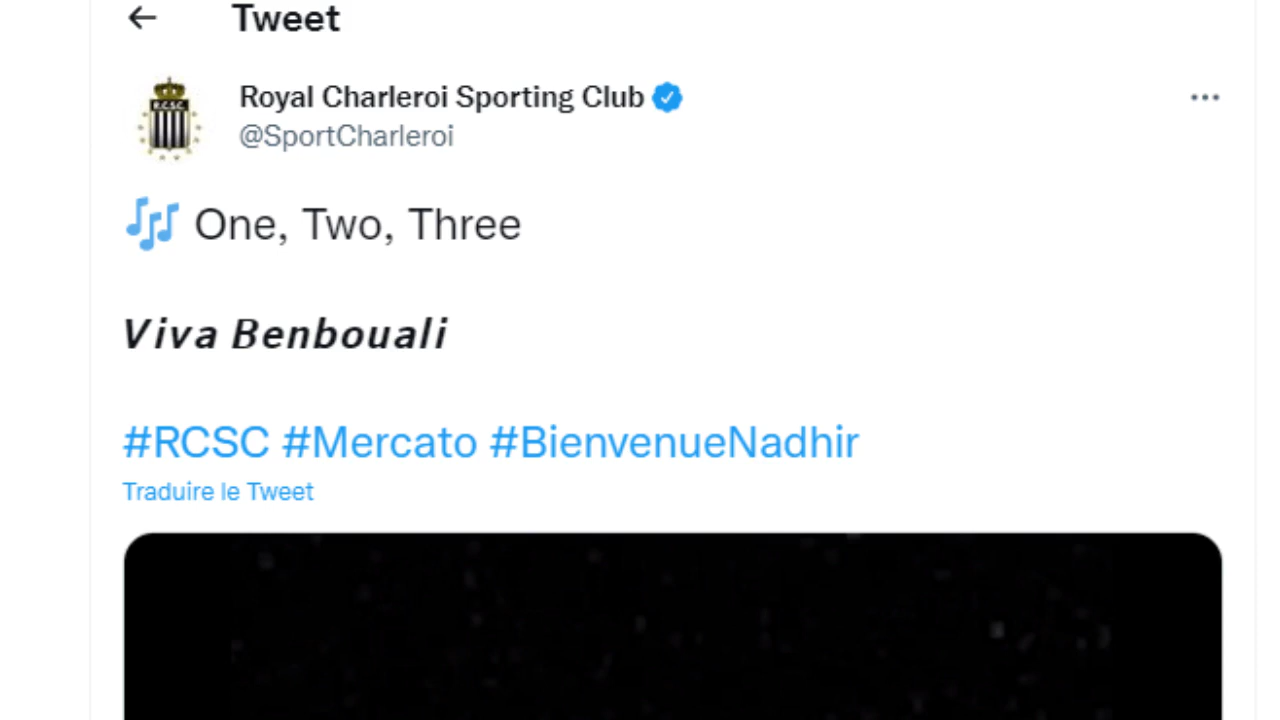 Tweet
R.C.S.C.
Royal Charleroi Sporting Club
@SportCharleroi
One, Two, Three
Viva Benbouali
#RCSC #Mercato #BienvenueNadhir
Traduire le Tweet